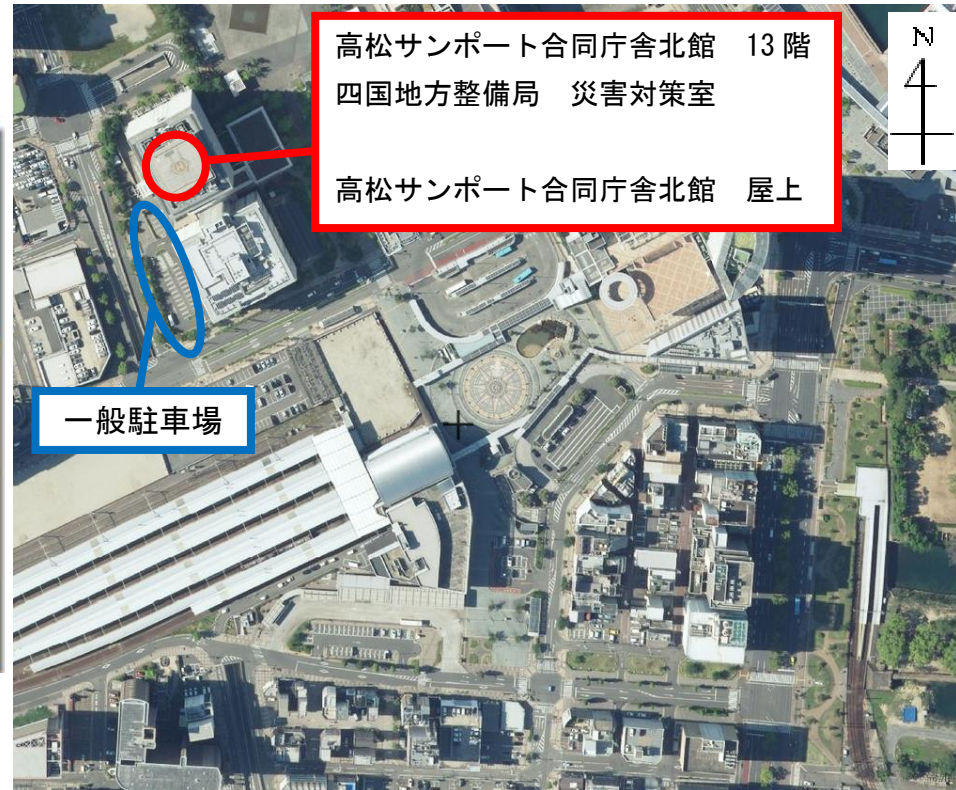 高松サンポート合同庁舎北館　13 階
四国地方整備局　災害対策室
高松サンポート合同庁舎北館　屋上
N
一般駐車場